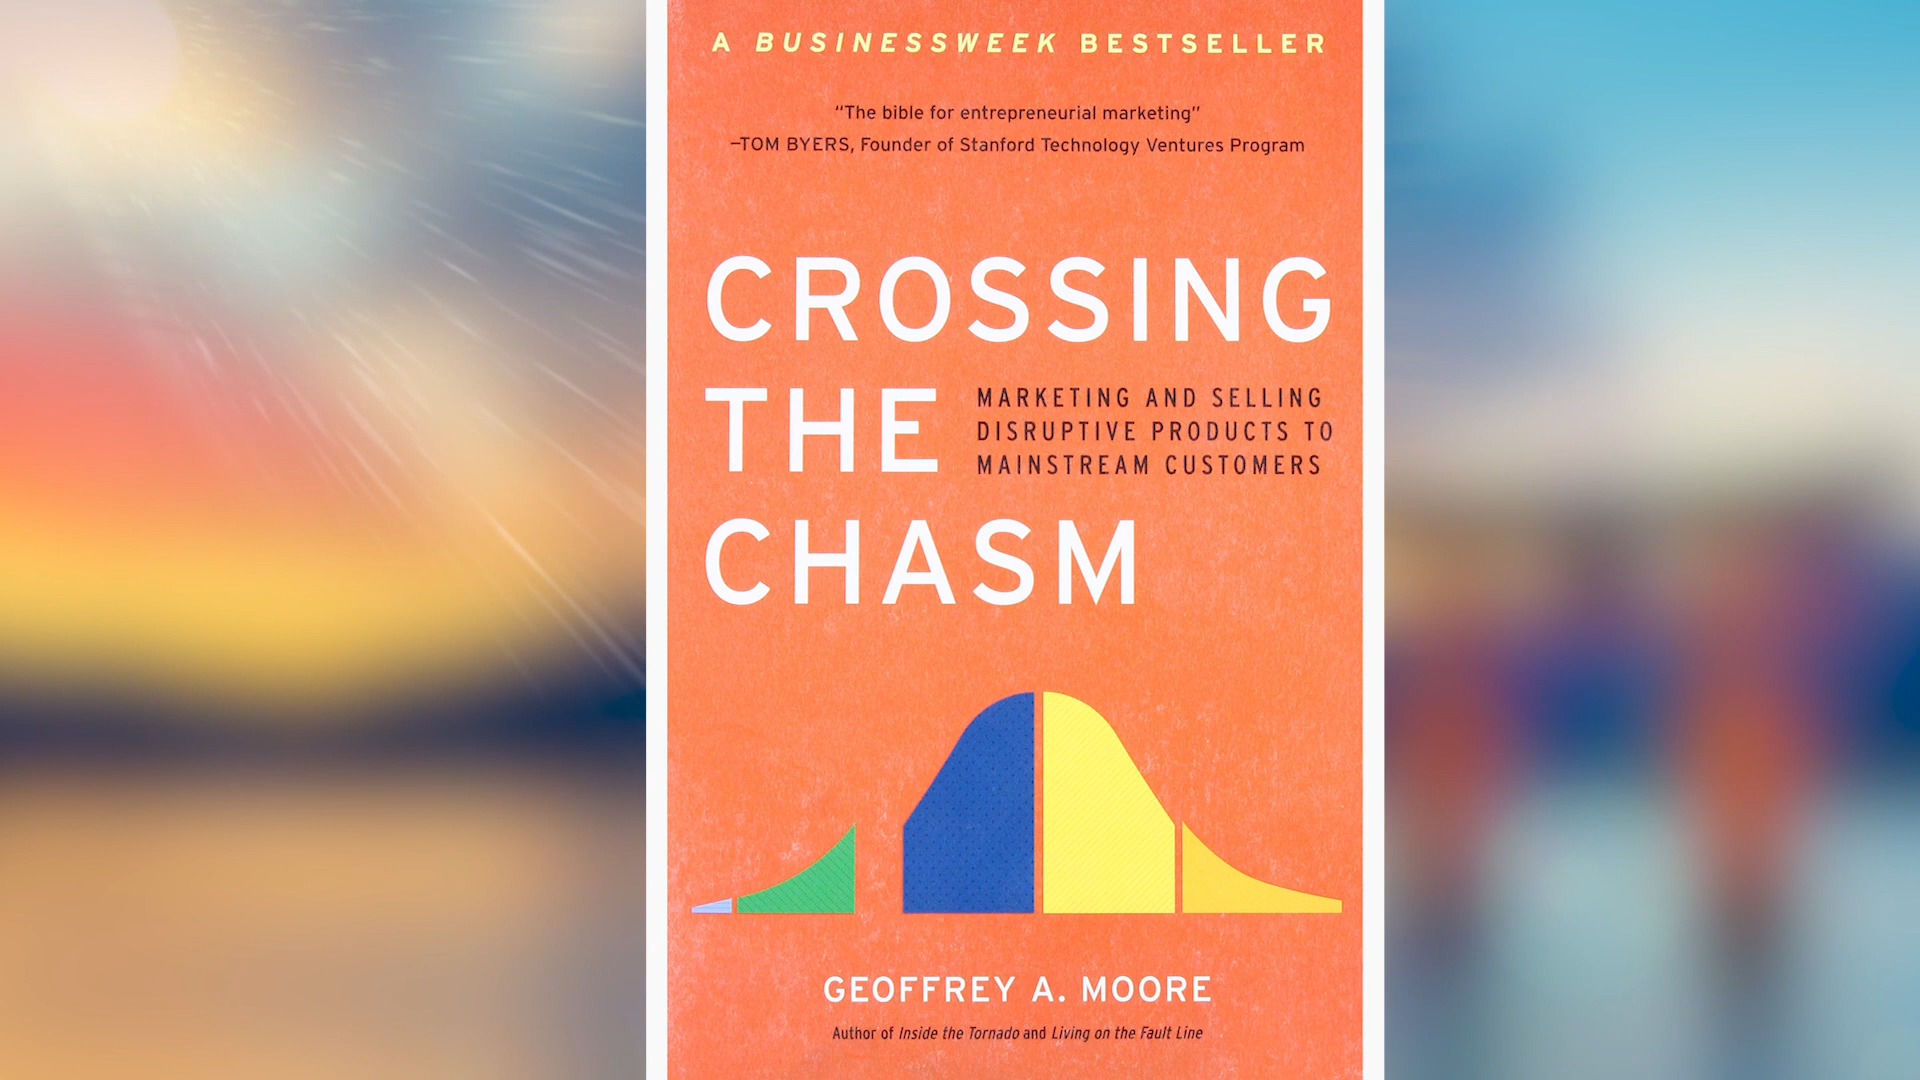 A BUSINESSWEEK BESTSELLER
“The bible for entrepreneurial marketing”
—TOM BYERS, Founder of Stanford Technology Ventures Program
CROSSING
THE
MARKETING AND SELLING
DISRUPTIVE PRODUCTS TO
MAINSTREAM CUSTOMERS
CHASM
GEOFFREY A. MOORE
Author of Inside the Tornado and Living on the Fault Line